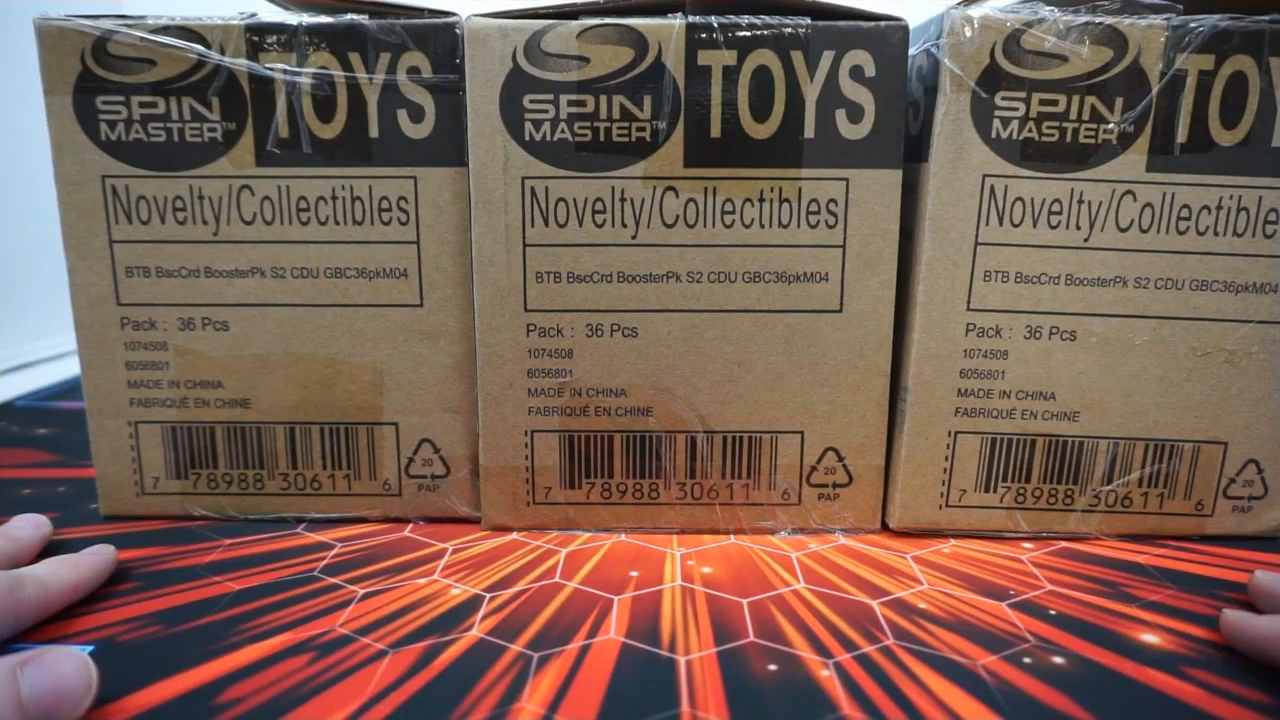 SPIN
MASTER™
TOYS
Novelty/Collectibles
BTB BscCrd BoosterPk S2 CDU GBC36pkM04
Pack : 36 Pcs
1074508
6056801
MADE IN CHINA
FABRIQUÉ EN CHINE
7 78988 30611 6
20
PAP
SPIN
MASTER™
TOYS
Novelty/Collectibles
BTB BscCrd BoosterPk S2 CDU GBC36pkM04
Pack : 36 Pcs
1074508
6056801
MADE IN CHINA
FABRIQUÉ EN CHINE
7 78988 30611 6
20
PAP
S
SPIN
MASTER™
TOY
Novelty/Collectible
BTB BscCrd BoosterPk S2 CDU GBC36pkM04
Pack : 36 Pcs
1074508
6056801
MADE IN CHINA
FABRIQUÉ EN CHINE
7 78988 30611 6
20
PAP